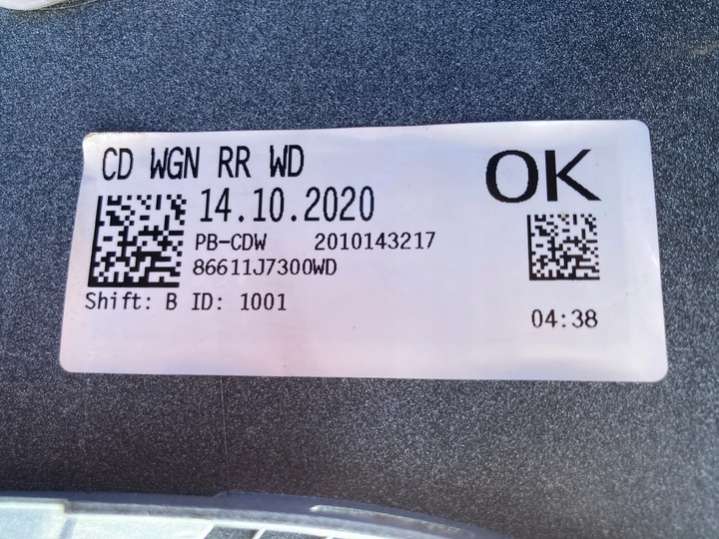 CD WGN RR WD
OK
14.10.2020
PB-CDW 2010143217
86611J7300WD
Shift: B ID: 1001
04:38